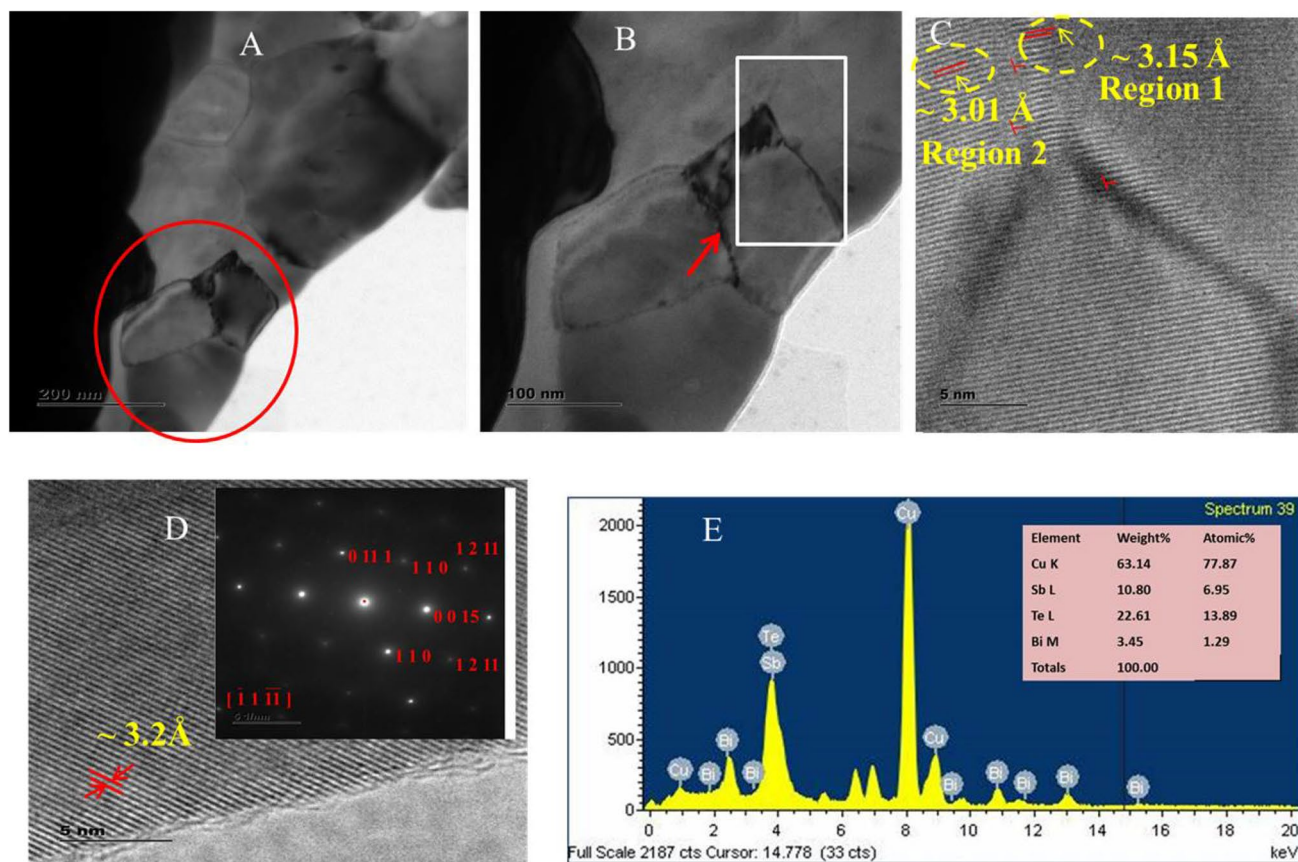 A
200 nm
B
100 nm
C
~ 3.15 Å
Region 1
~ 3.01 Å
Region 2
5 nm
D
0 11 1
1 1 0
1 2 11
0 0 15
1 1 0
1 2 11
[ 1̄ 1 1̄1̄ ]
~ 3.2Å
5 nm
E
Spectrum 39
Element Weight% Atomic%
Cu K 63.14 77.87
Sb L 10.80 6.95
Te L 22.61 13.89
Bi M 3.45 1.29
Totals 100.00
2000
1500
1000
500
0
Cu
Te
Sb
Bi
Cu
Cu
Bi
Bi
Bi
Bi
Bi
Bi
Bi
0 2 4 6 8 10 12 14 16 18 20
Full Scale 2187 cts Cursor: 14.778 (33 cts)
keV